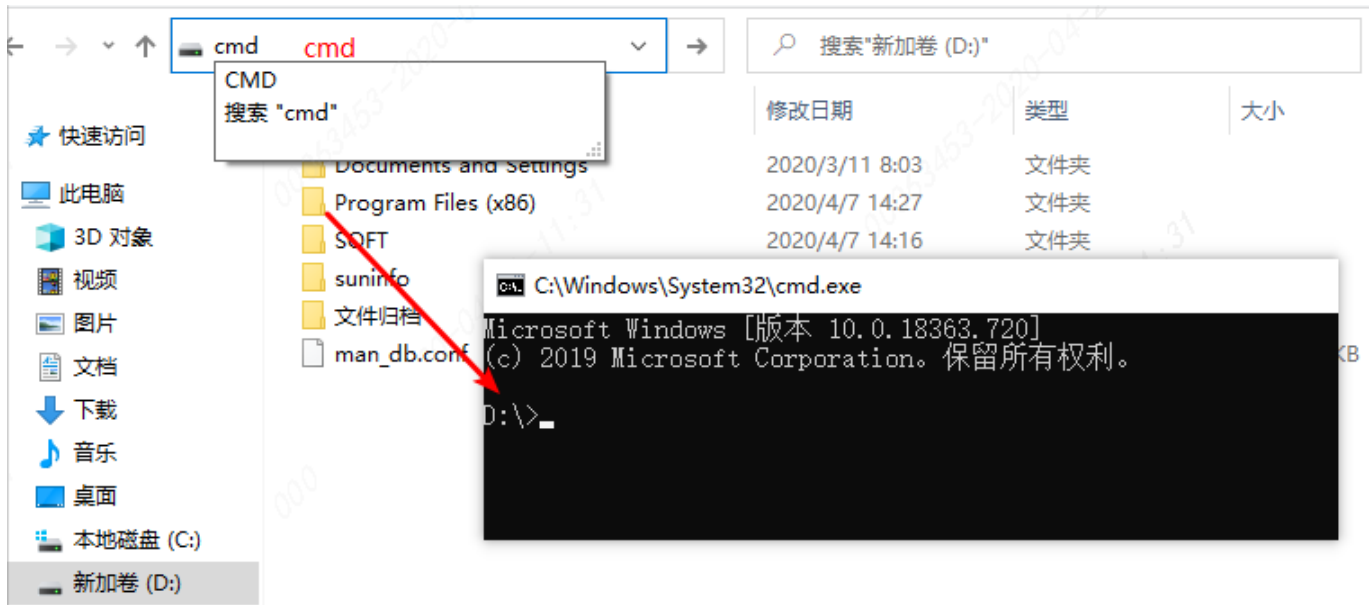 cmd cmd 搜索"新加卷 (D:)"
CMD
搜索 "cmd"
修改日期 类型 大小
快速访问
Documents and Settings 2020/3/11 8:03 文件夹
此电脑
Program Files (x86) 2020/4/7 14:27 文件夹
3D 对象
SOFT 2020/4/7 14:16 文件夹
视频
suninfo
图片
文件归档
文档
man_db.conf KB
下载
音乐
桌面
本地磁盘 (C:)
新加卷 (D:)
C:\Windows\System32\cmd.exe
Microsoft Windows [版本 10.0.18363.720]
(c) 2019 Microsoft Corporation。保留所有权利。
D:\>